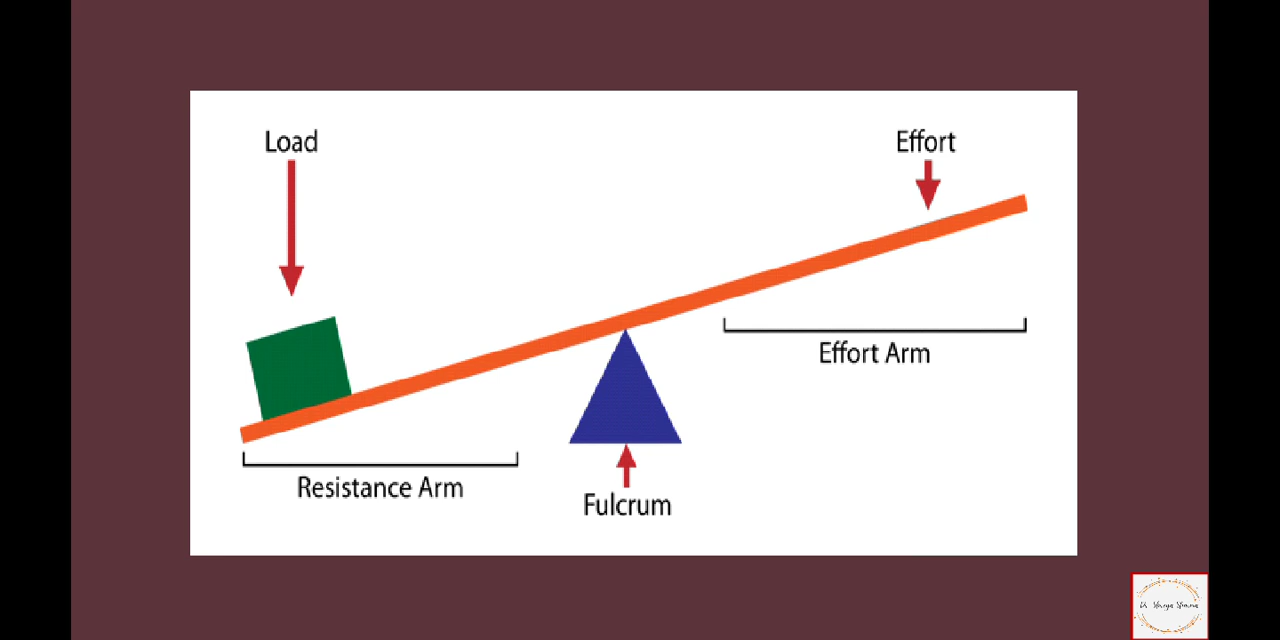 Load
Effort
Effort Arm
Resistance Arm
Fulcrum